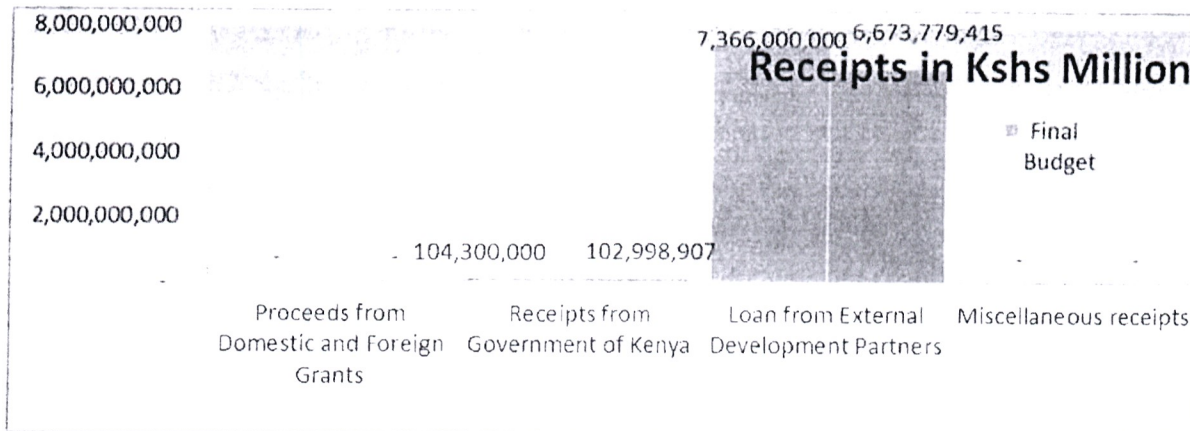 8,000,000,000
7,366,000,000 6,673,779,415
Receipts in Kshs Million
6,000,000,000
Final
Budget
4,000,000,000
2,000,000,000
- - 104,300,000 102,998,907 - -
-
Proceeds from
Domestic and Foreign
Grants
Receipts from
Government of Kenya
Loan from External
Development Partners
Miscellaneous receipts